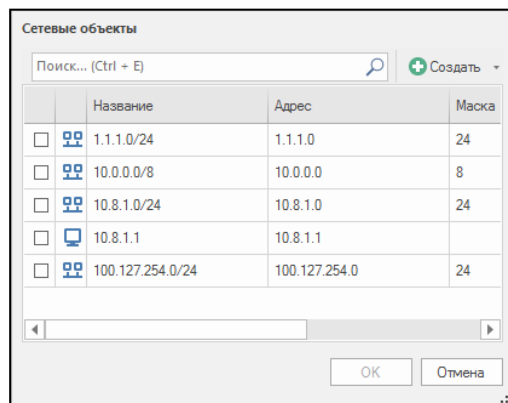 Сетевые объекты
Поиск... (Ctrl + E) Создать
Название Адрес Маска
1.1.1.0/24 1.1.1.0 24
10.0.0.0/8 10.0.0.0 8
10.8.1.0/24 10.8.1.0 24
10.8.1.1 10.8.1.1
100.127.254.0/24 100.127.254.0 24
OK Отмена